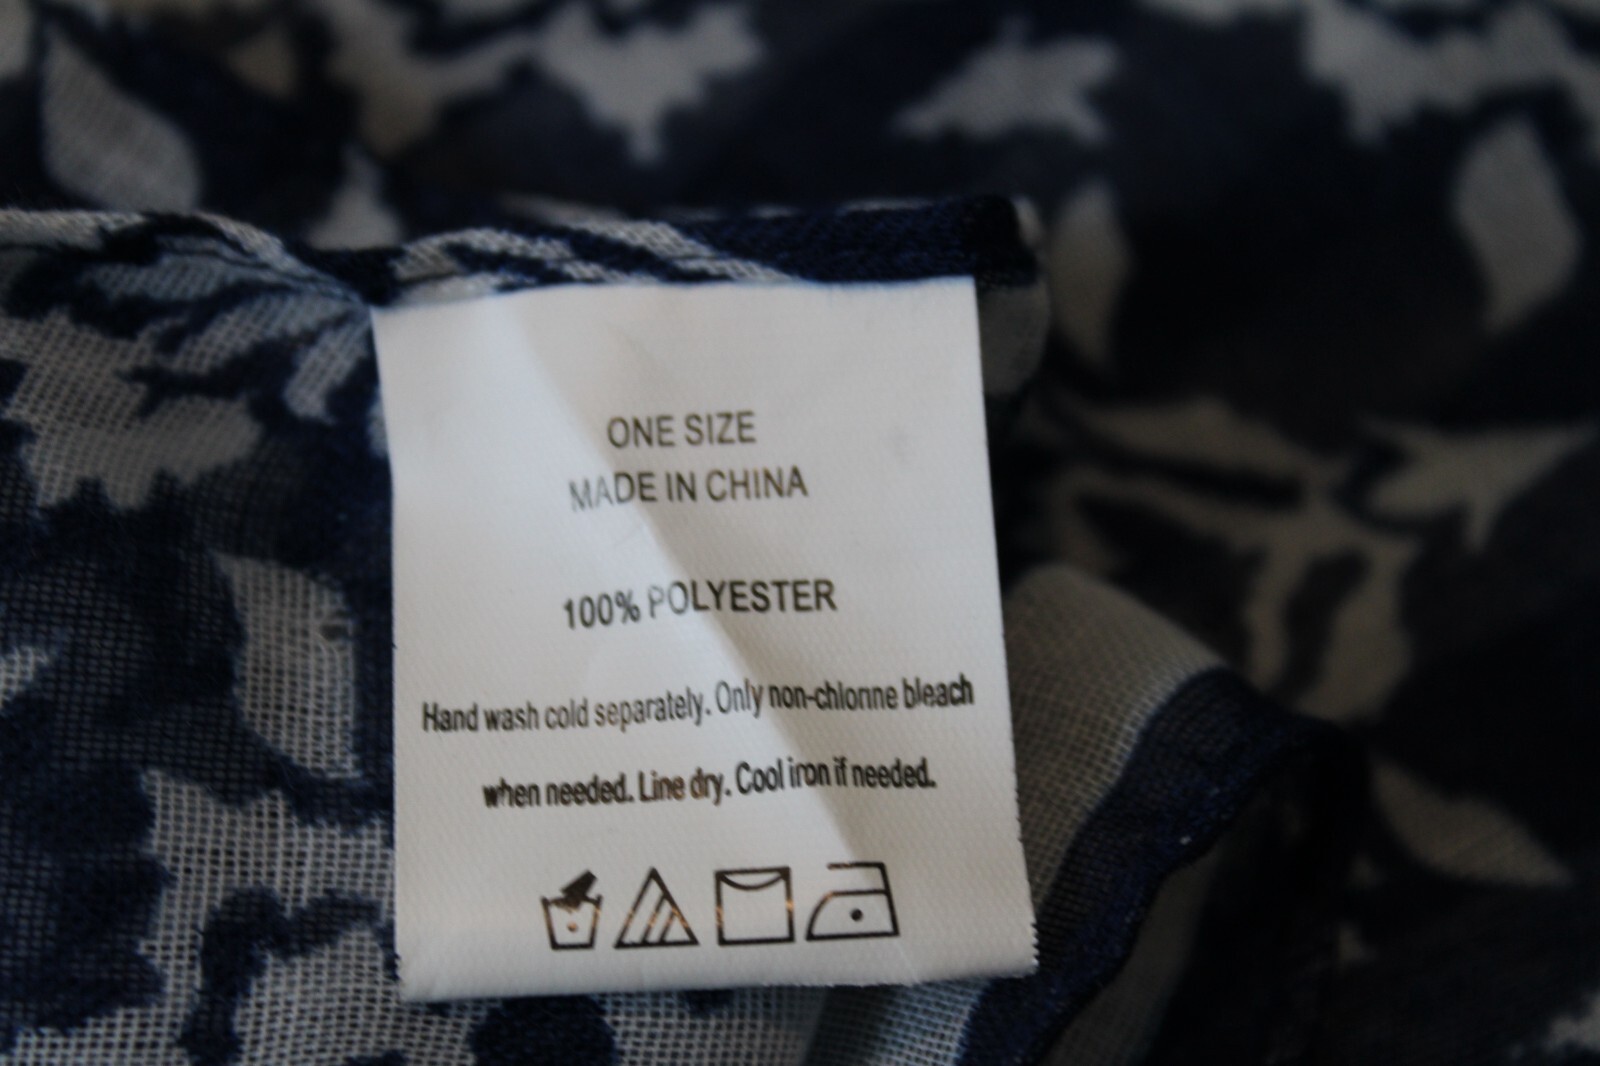 ONE SIZE
MADE IN CHINA
100% POLYESTER
Hand wash cold separately. Only non-chlorine bleach
when needed. Line dry. Cool iron if needed.